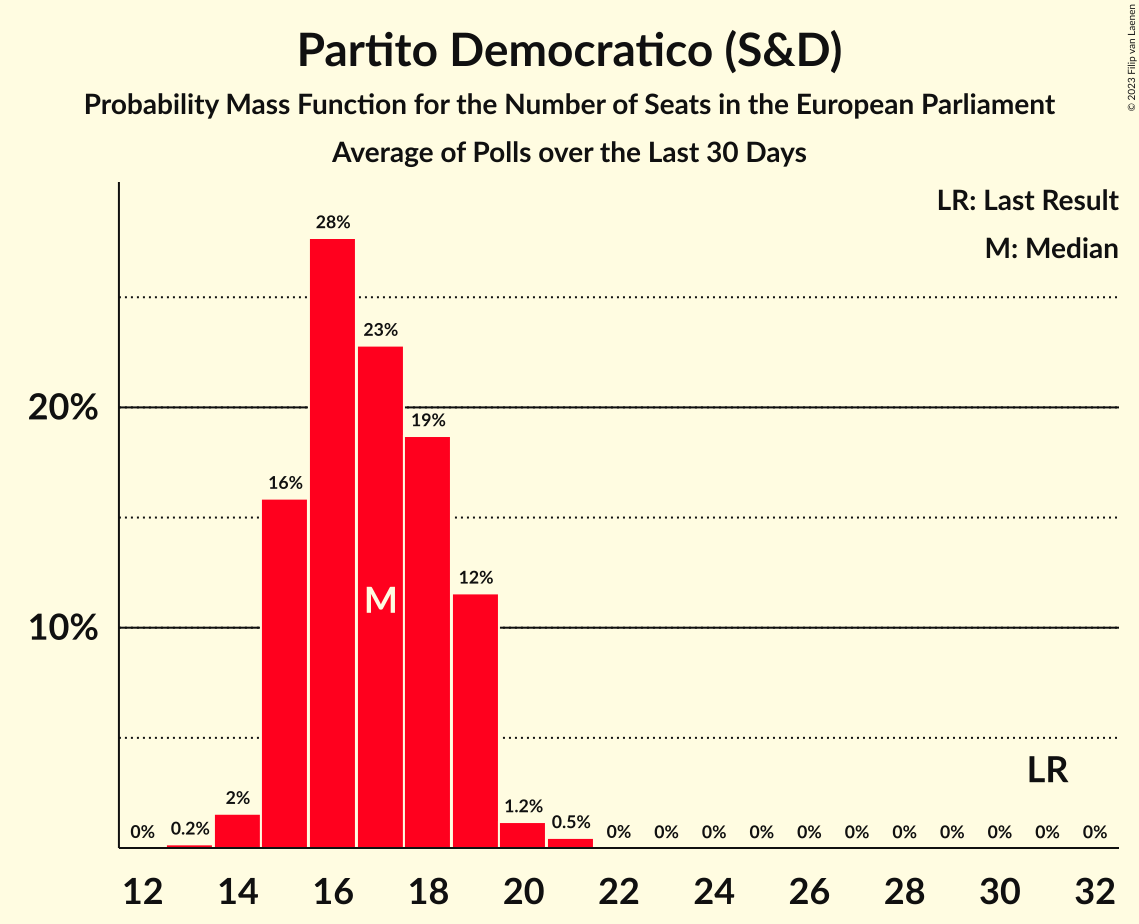 Partito Democratico (S&D)
Probability Mass Function for the Number of Seats in the European Parliament
Average of Polls over the Last 30 Days
© 2023 Filip van Laenen
LR: Last Result
M: Median
28%
23%
20%
19%
16%
12%
M
10%
LR
2%
1.2%
0.5%
0% 0.2% 0% 0% 0% 0% 0% 0% 0% 0% 0% 0% 0%
12 14 16 18 20 22 24 26 28 30 32